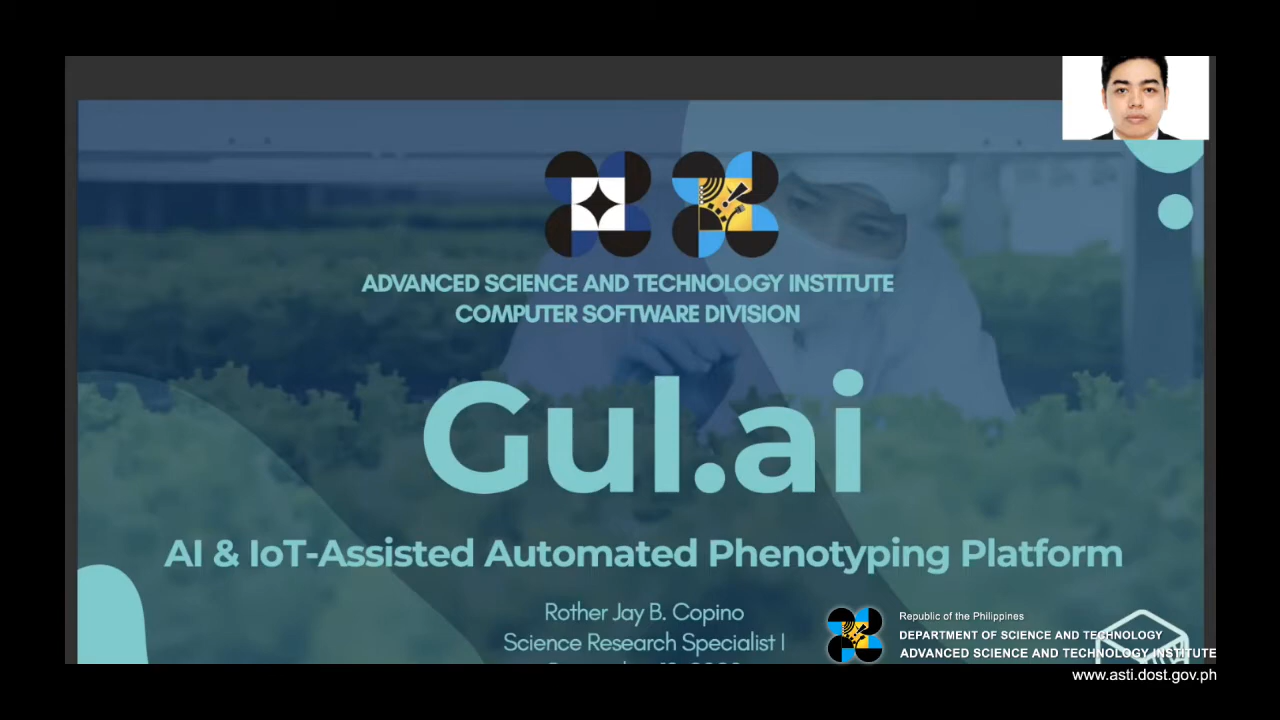 ADVANCED SCIENCE AND TECHNOLOGY INSTITUTE
COMPUTER SOFTWARE DIVISION
Gul.ai
AI & IoT-Assisted Automated Phenotyping Platform
Rother Jay B. Copino
Science Research Specialist I
Republic of the Philippines
DEPARTMENT OF SCIENCE AND TECHNOLOGY
ADVANCED SCIENCE AND TECHNOLOGY INSTITUTE
www.asti.dost.gov.ph